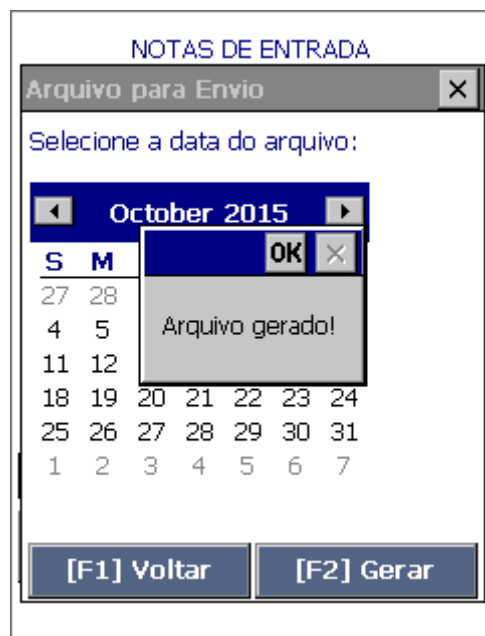 NOTAS DE ENTRADA
Arquivo para Envio
Selecione a data do arquivo:
October 2015
OK
S M
27 28
4 5
Arquivo gerado!
11 12
18 19 20 21 22 23 24
25 26 27 28 29 30 31
1 2 3 4 5 6 7
[F1] Voltar [F2] Gerar